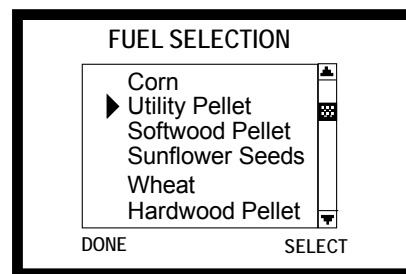 FUEL SELECTION
Corn
Utility Pellet
Softwood Pellet
Sunflower Seeds
Wheat
Hardwood Pellet
DONE SELECT